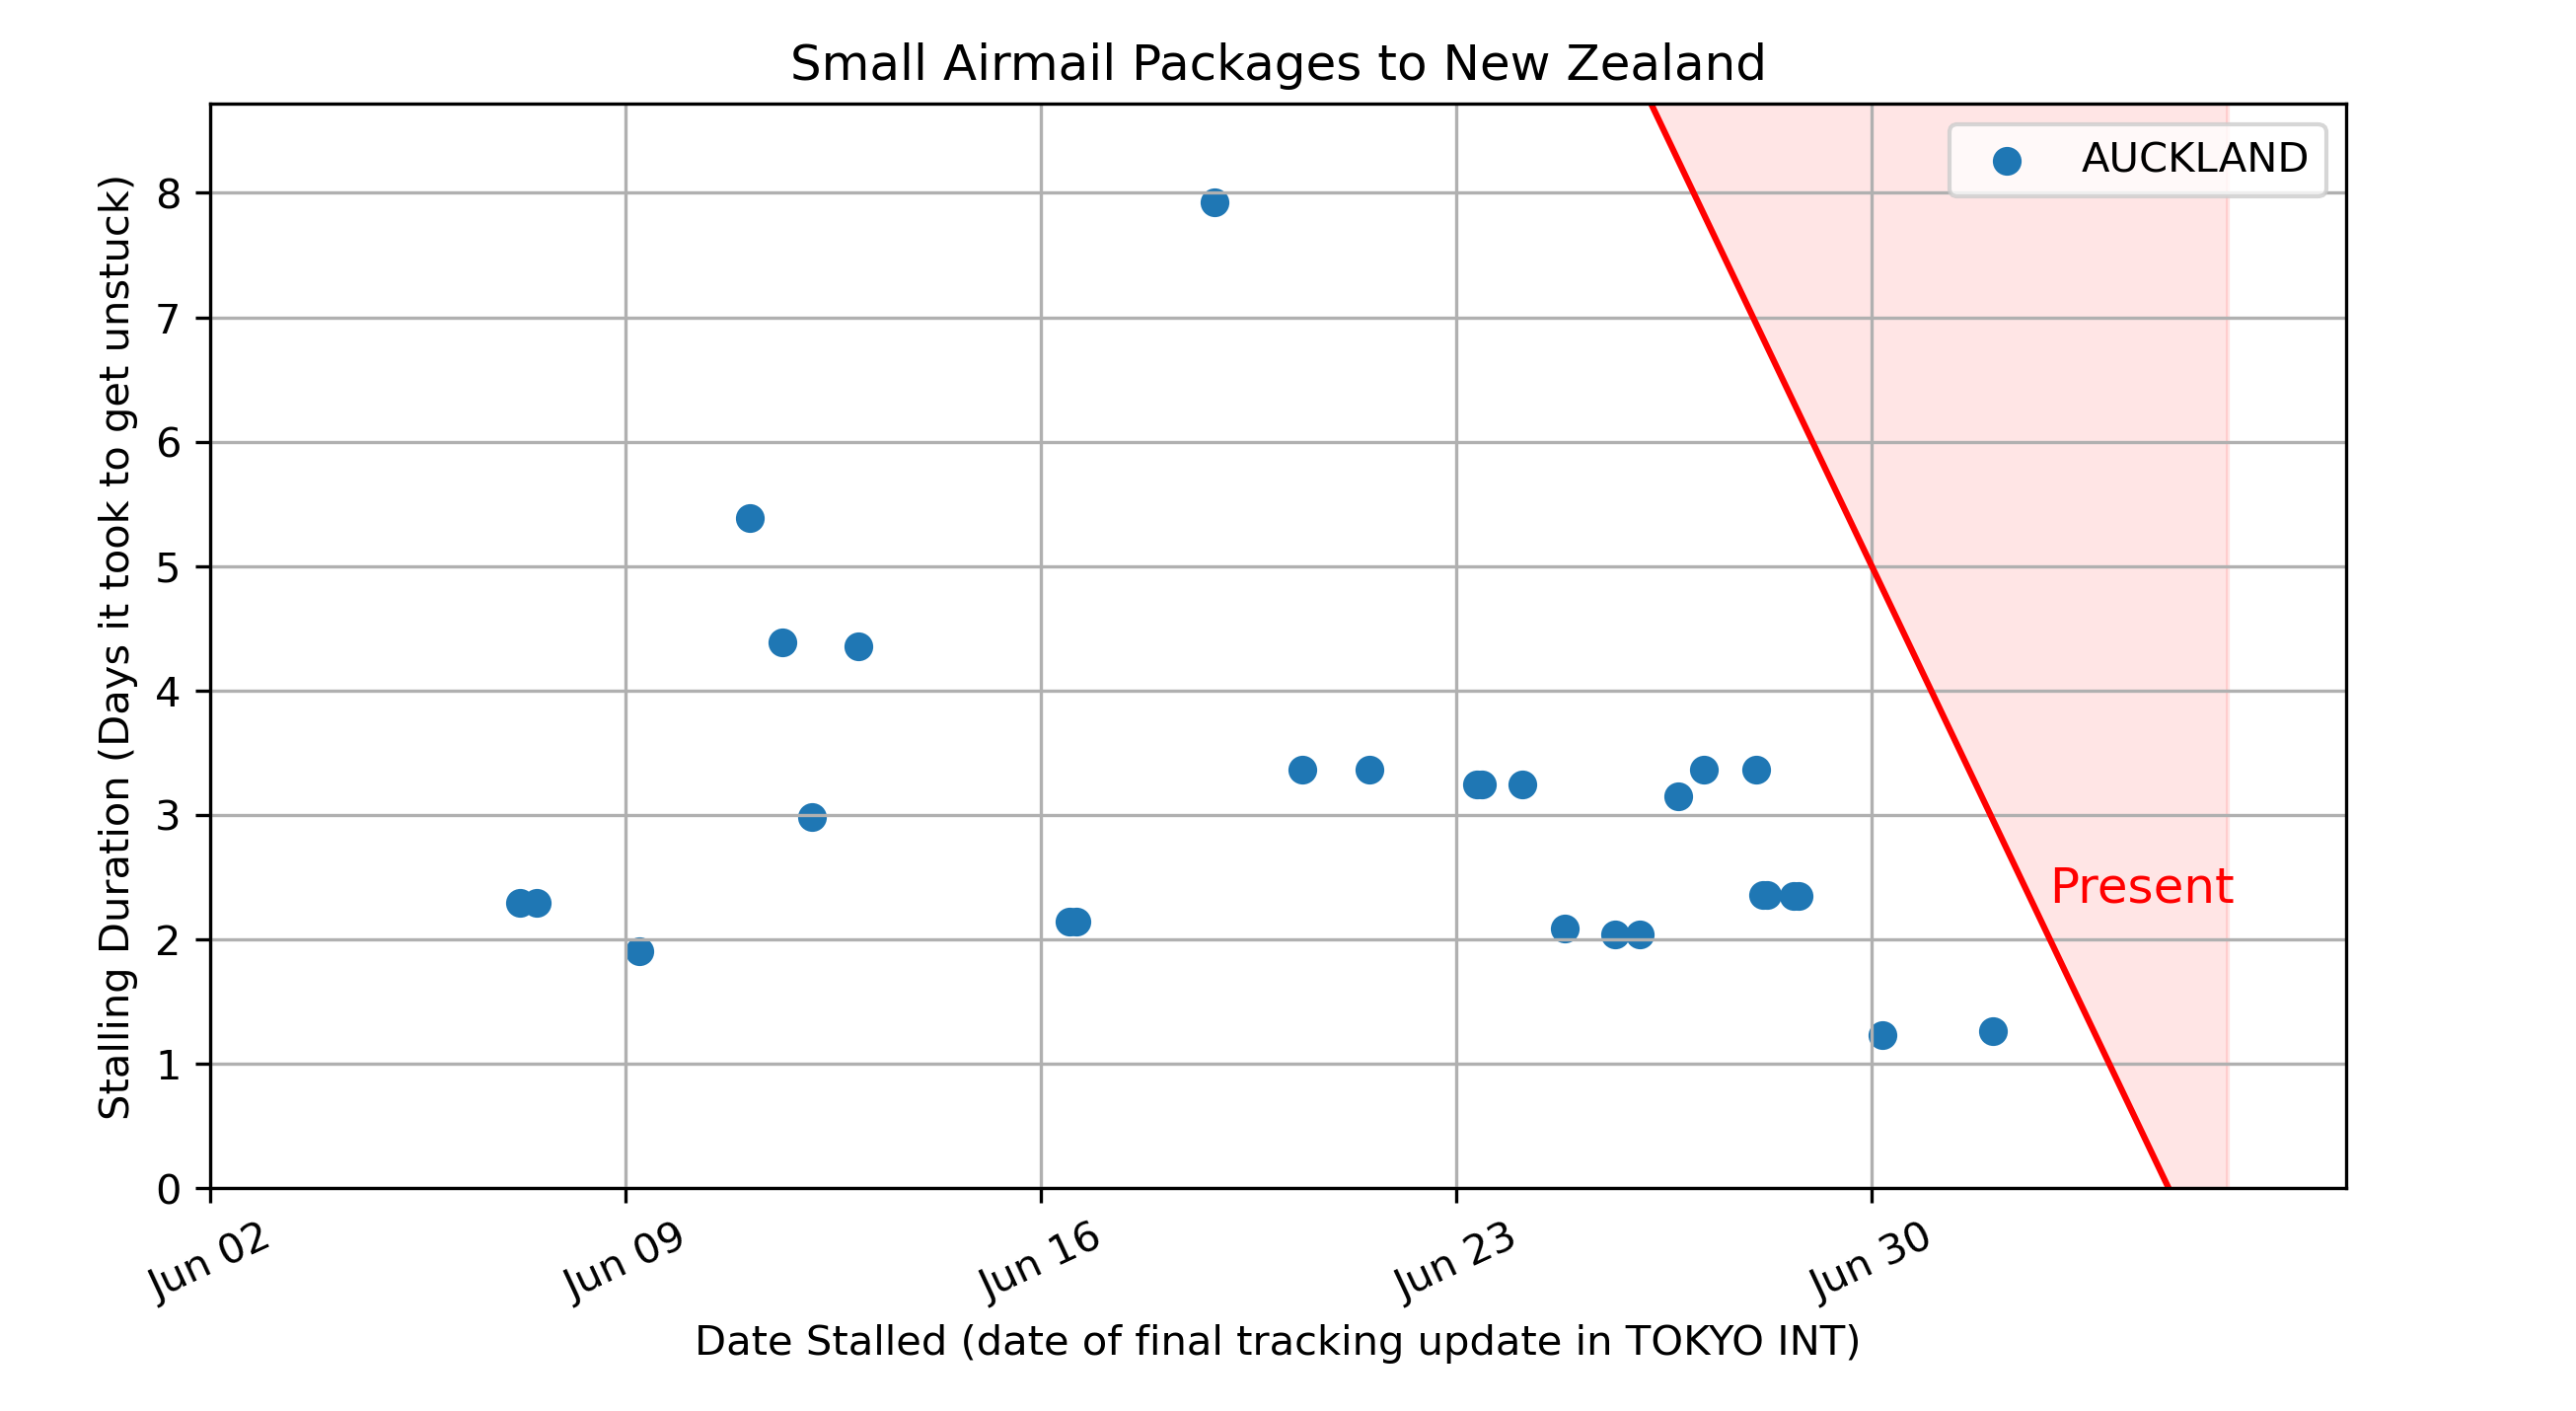 Small Airmail Packages to New Zealand
AUCKLAND
Stalling Duration (Days it took to get unstuck)
8
7
6
5
4
3
2
1
0
Present
Jun 02
Jun 09
Jun 16
Jun 23
Jun 30
Date Stalled (date of final tracking update in TOKYO INT)